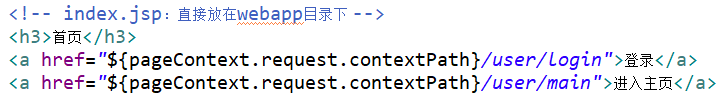 <!-- index.jsp：直接放在webapp目录下 -->
<h3>首页</h3>
<a href="${pageContext.request.contextPath}/user/login">登录</a>
<a href="${pageContext.request.contextPath}/user/main">进入主页</a>